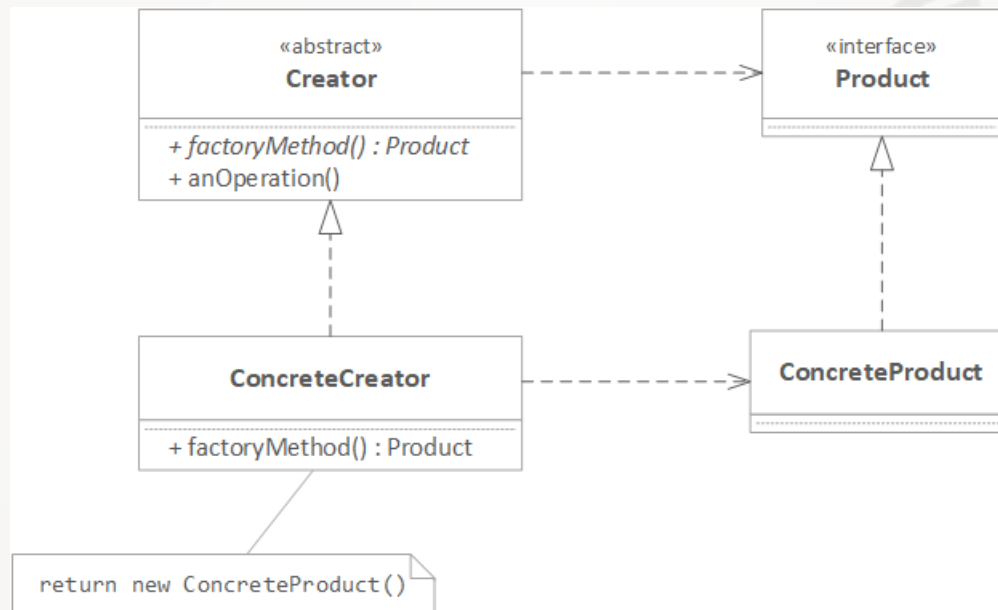 «abstract»
Creator
+ factoryMethod() : Product
+ anOperation()
«interface»
Product
ConcreteCreator
+ factoryMethod() : Product
ConcreteProduct
return new ConcreteProduct()